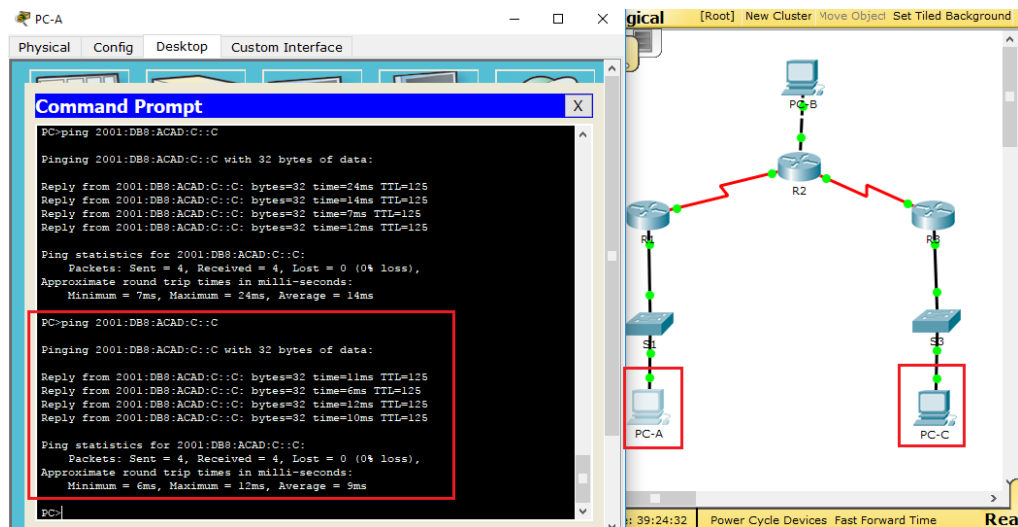 PC-A
Physical Config Desktop Custom Interface
Command Prompt X
PC>ping 2001:DB8:ACAD:C::C
Pinging 2001:DB8:ACAD:C::C with 32 bytes of data:
Reply from 2001:DB8:ACAD:C::C: bytes=32 time=24ms TTL=125
Reply from 2001:DB8:ACAD:C::C: bytes=32 time=14ms TTL=125
Reply from 2001:DB8:ACAD:C::C: bytes=32 time=7ms TTL=125
Reply from 2001:DB8:ACAD:C::C: bytes=32 time=12ms TTL=125
Ping statistics for 2001:DB8:ACAD:C::C:
Packets: Sent = 4, Received = 4, Lost = 0 (0% loss),
Approximate round trip times in milli-seconds:
Minimum = 7ms, Maximum = 24ms, Average = 14ms
PC>ping 2001:DB8:ACAD:C::C
Pinging 2001:DB8:ACAD:C::C with 32 bytes of data:
Reply from 2001:DB8:ACAD:C::C: bytes=32 time=11ms TTL=125
Reply from 2001:DB8:ACAD:C::C: bytes=32 time=6ms TTL=125
Reply from 2001:DB8:ACAD:C::C: bytes=32 time=12ms TTL=125
Reply from 2001:DB8:ACAD:C::C: bytes=32 time=10ms TTL=125
Ping statistics for 2001:DB8:ACAD:C::C:
Packets: Sent = 4, Received = 4, Lost = 0 (0% loss),
Approximate round trip times in milli-seconds:
Minimum = 6ms, Maximum = 12ms, Average = 9ms
PC>
gical [Root] New Cluster Move Object Set Tiled Background
PC-B
R2
R1
R3
S1
S3
PC-A
PC-C
: 39:24:32 Power Cycle Devices Fast Forward Time Rea